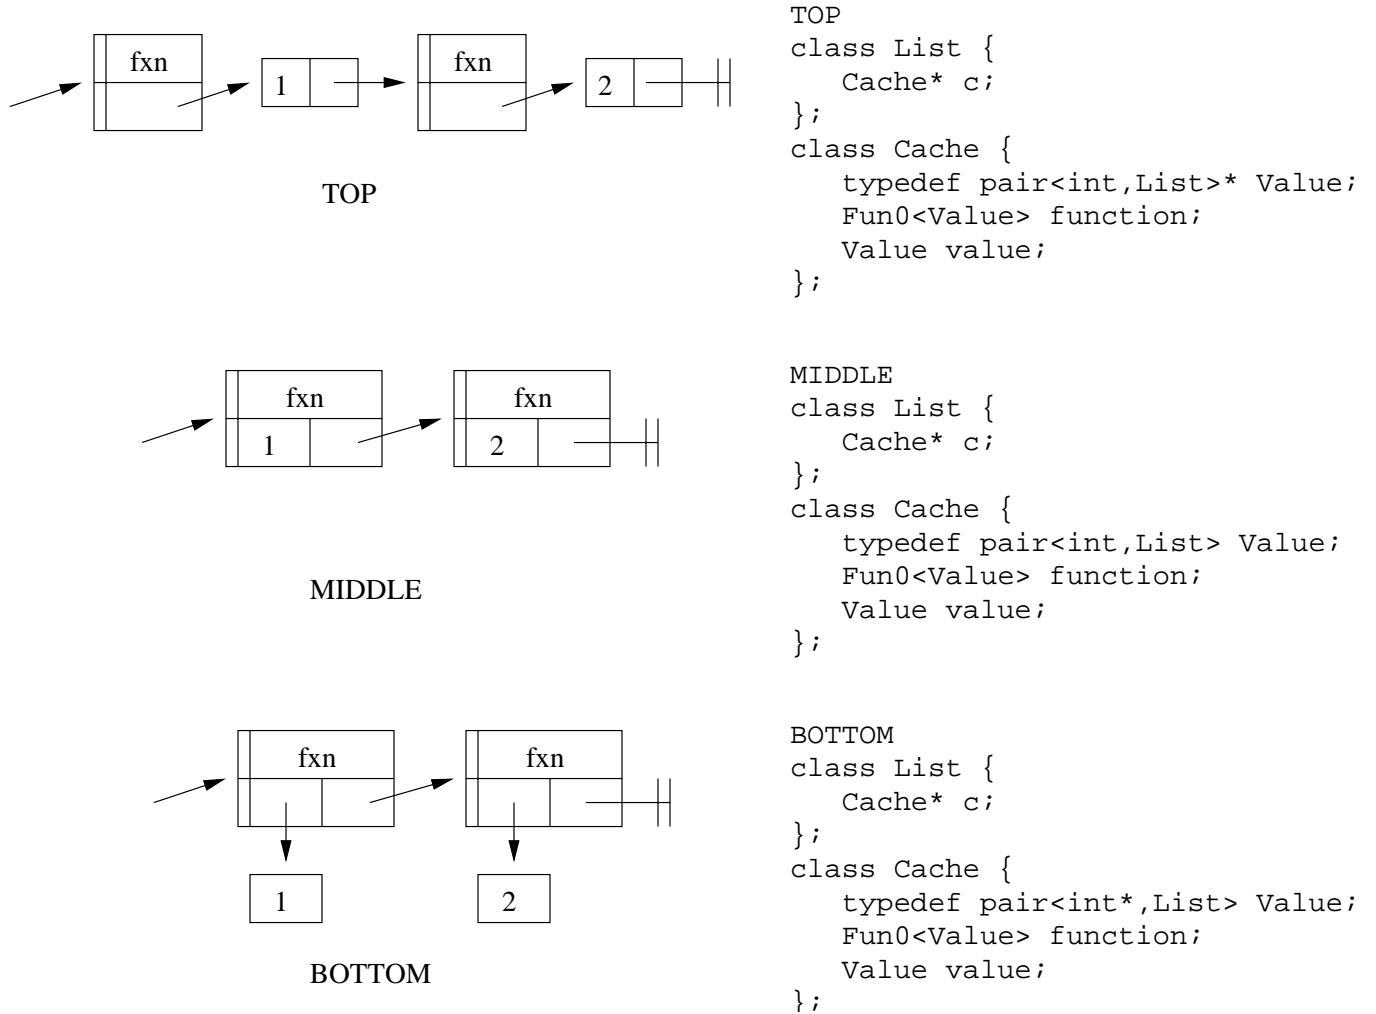 fxn
1
fxn
2
TOP
TOP
class List {
   Cache* c;
};
class Cache {
   typedef pair<int,List>* Value;
   Fun0<Value> function;
   Value value;
};
fxn
1
fxn
2
MIDDLE
MIDDLE
class List {
   Cache* c;
};
class Cache {
   typedef pair<int,List> Value;
   Fun0<Value> function;
   Value value;
};
fxn
fxn
1
2
BOTTOM
BOTTOM
class List {
   Cache* c;
};
class Cache {
   typedef pair<int*,List> Value;
   Fun0<Value> function;
   Value value;
};